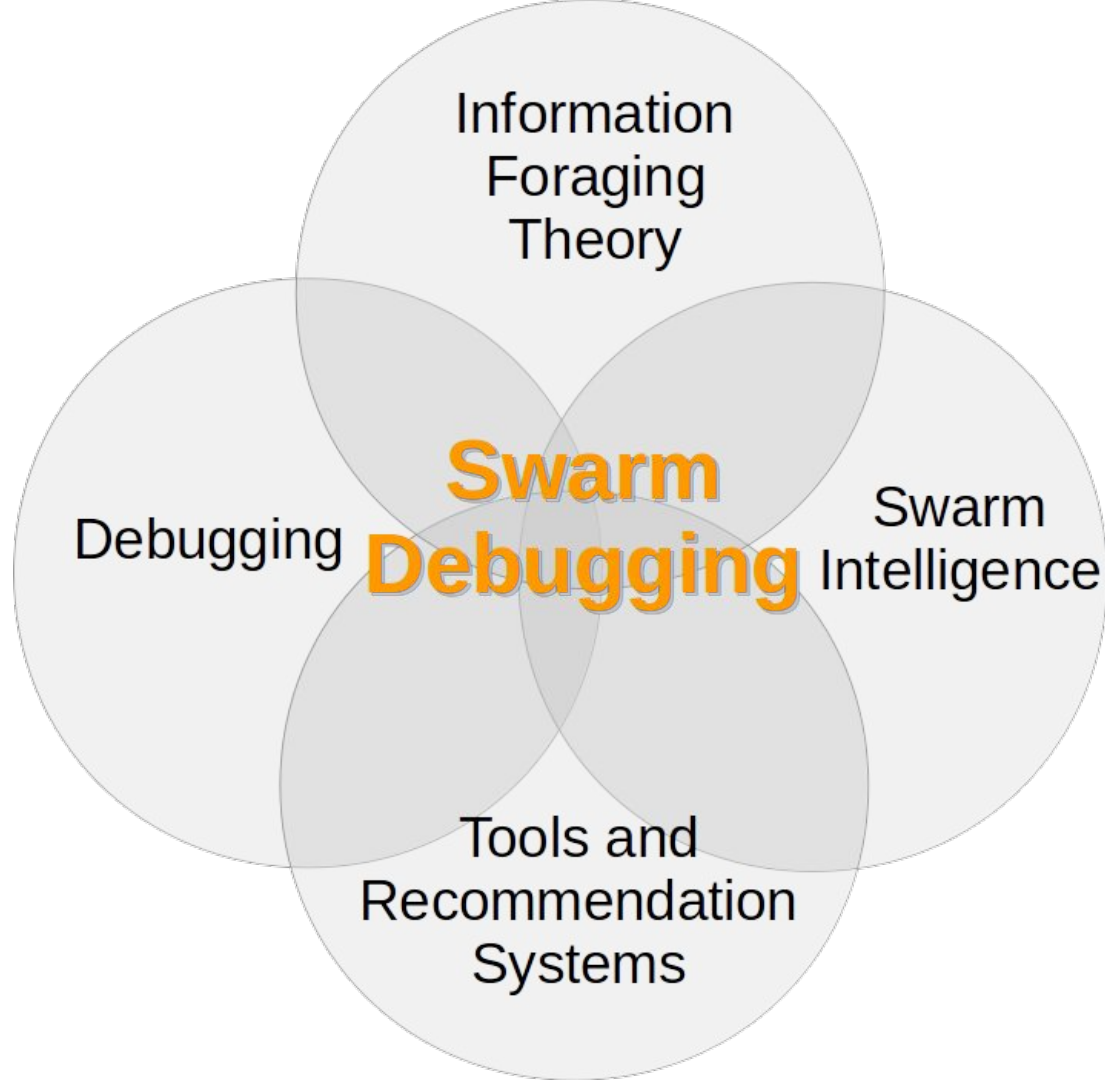 Information
Foraging
Theory
Debugging
Swarm
Debugging
Swarm
Intelligence
Tools and
Recommendation
Systems